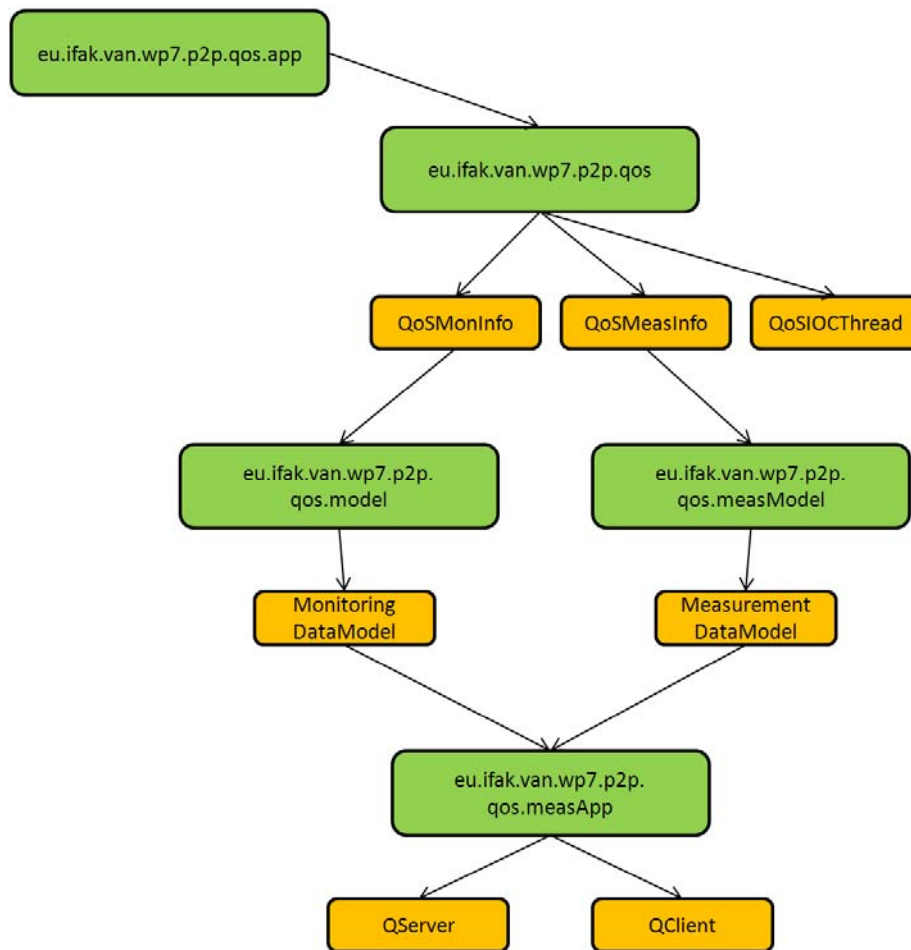 eu.ifak.van.wp7.p2p.qos.app
eu.ifak.van.wp7.p2p.qos
QoSMonInfo
QoSMeasInfo
QoSIOCThread
eu.ifak.van.wp7.p2p.
qos.model
eu.ifak.van.wp7.p2p.
qos.measModel
Monitoring
DataModel
Measurement
DataModel
eu.ifak.van.wp7.p2p.
qos.measApp
QServer
QClient